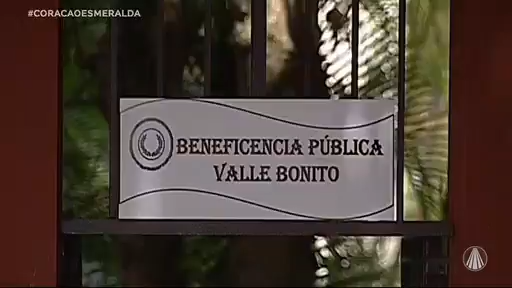 #CORACAOESMERALDA
BENEFICENCIA PÚBLICA
VALLE BONITO